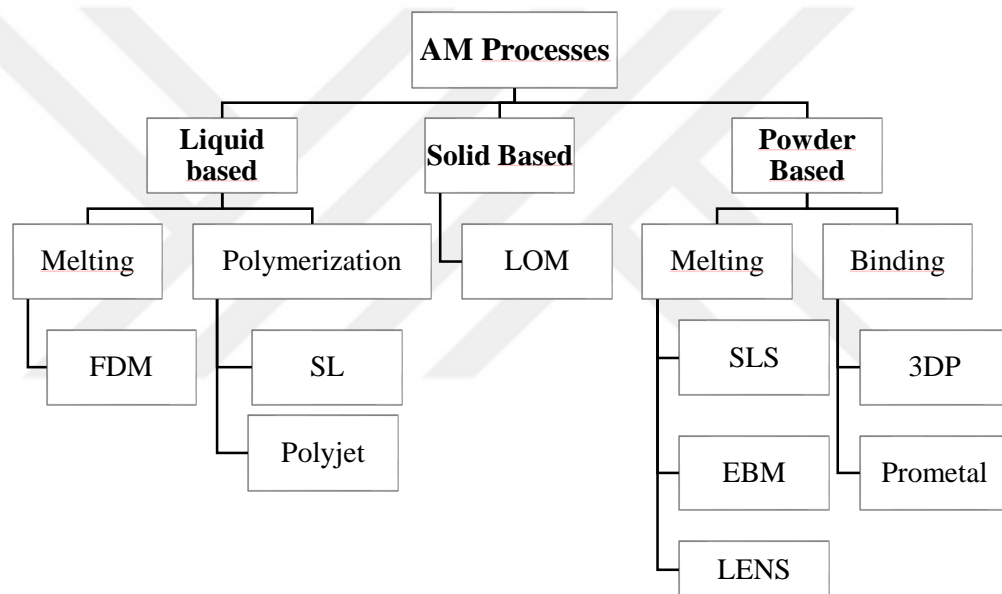 AM Processes
Liquid
based
Solid Based
Powder
Based
Melting
Polymerization
LOM
Melting
Binding
FDM
SL
SLS
3DP
Polyjet
EBM
Prometal
LENS